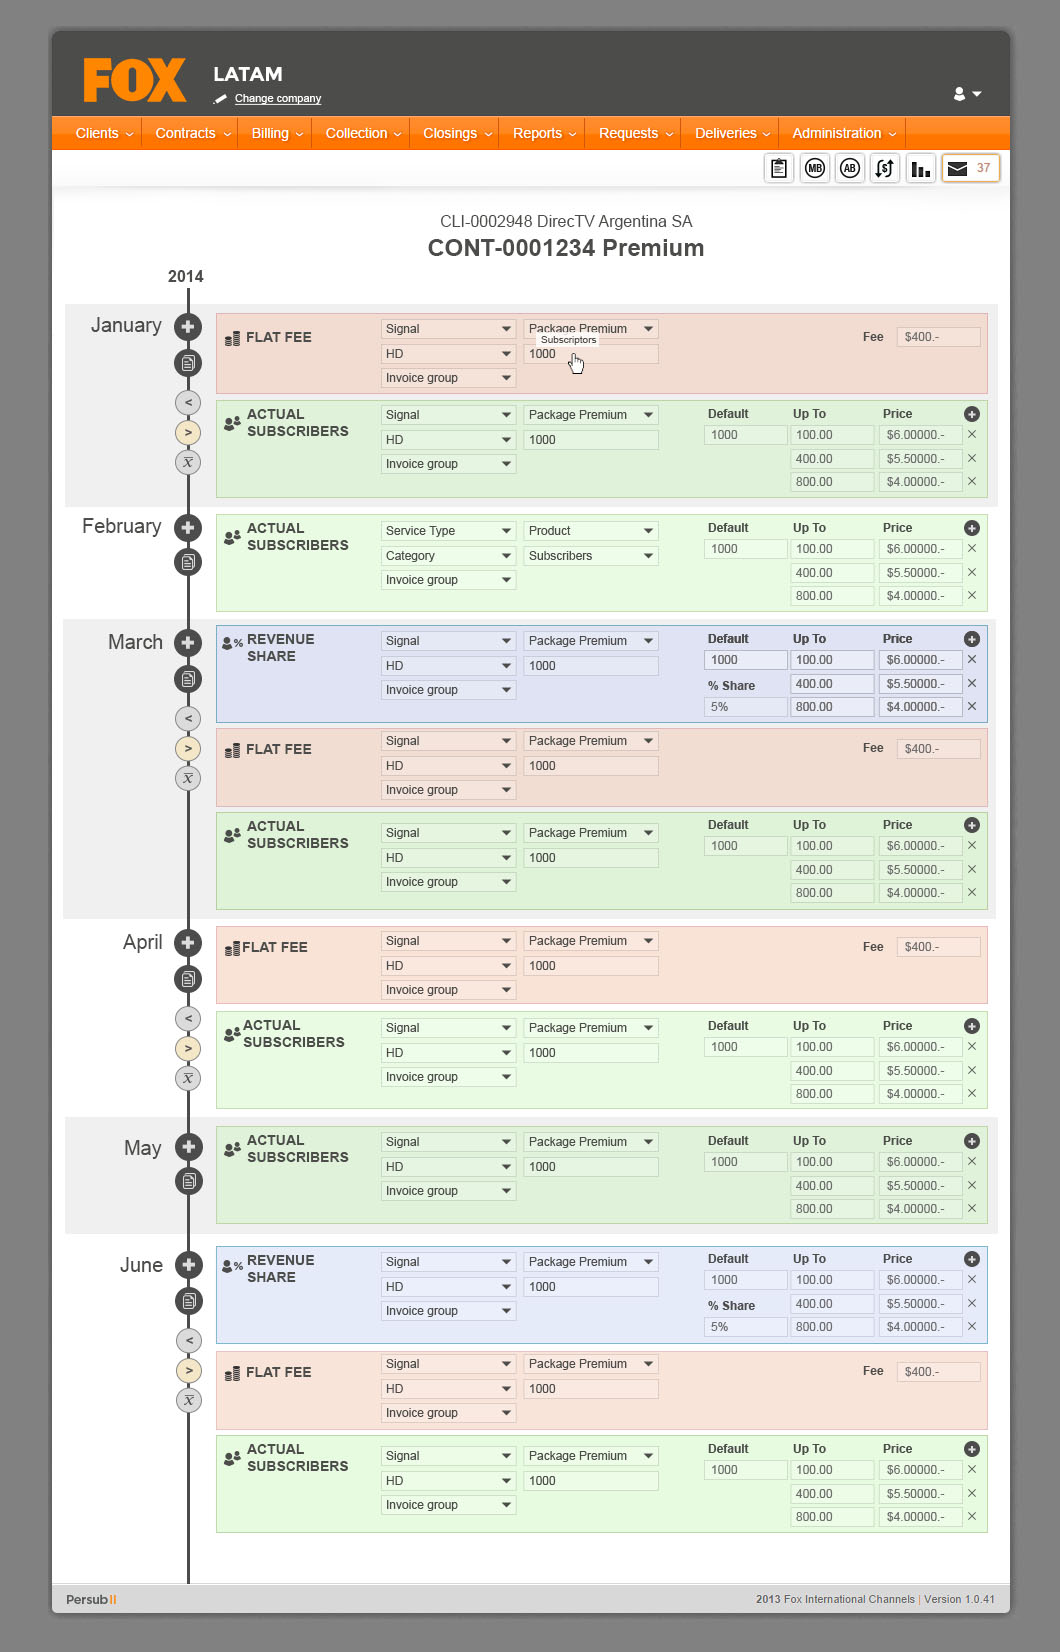 FOX
LATAM
Change company
Clients Contracts Billing Collection Closings Reports Requests Deliveries Administration
MB AB $ 37
CLI-0002948 DirecTV Argentina SA
CONT-0001234 Premium
2014
January
FLAT FEE Signal Package Premium Fee $400.-
Subscriptors
HD 1000
Invoice group
<
>
x̅
ACTUAL SUBSCRIBERS Signal Package Premium Default Up To Price
HD 1000 1000 100.00 $6.00000.- ×
Invoice group 400.00 $5.50000.- ×
800.00 $4.00000.- ×
February
ACTUAL SUBSCRIBERS Service Type Product Default Up To Price
Category Subscribers 1000 100.00 $6.00000.- ×
Invoice group 400.00 $5.50000.- ×
800.00 $4.00000.- ×
March
REVENUE SHARE Signal Package Premium Default Up To Price
HD 1000 1000 100.00 $6.00000.- ×
Invoice group % Share 400.00 $5.50000.- ×
5% 800.00 $4.00000.- ×
<
>
x̅
FLAT FEE Signal Package Premium Fee $400.-
HD 1000
Invoice group
ACTUAL SUBSCRIBERS Signal Package Premium Default Up To Price
HD 1000 1000 100.00 $6.00000.- ×
Invoice group 400.00 $5.50000.- ×
800.00 $4.00000.- ×
April
FLAT FEE Signal Package Premium Fee $400.-
HD 1000
Invoice group
<
>
x̅
ACTUAL SUBSCRIBERS Signal Package Premium Default Up To Price
HD 1000 1000 100.00 $6.00000.- ×
Invoice group 400.00 $5.50000.- ×
800.00 $4.00000.- ×
May
ACTUAL SUBSCRIBERS Signal Package Premium Default Up To Price
HD 1000 1000 100.00 $6.00000.- ×
Invoice group 400.00 $5.50000.- ×
800.00 $4.00000.- ×
June
REVENUE SHARE Signal Package Premium Default Up To Price
HD 1000 1000 100.00 $6.00000.- ×
Invoice group % Share 400.00 $5.50000.- ×
5% 800.00 $4.00000.- ×
<
>
x̅
FLAT FEE Signal Package Premium Fee $400.-
HD 1000
Invoice group
ACTUAL SUBSCRIBERS Signal Package Premium Default Up To Price
HD 1000 1000 100.00 $6.00000.- ×
Invoice group 400.00 $5.50000.- ×
800.00 $4.00000.- ×
Persub II 2013 Fox International Channels | Version 1.0.41